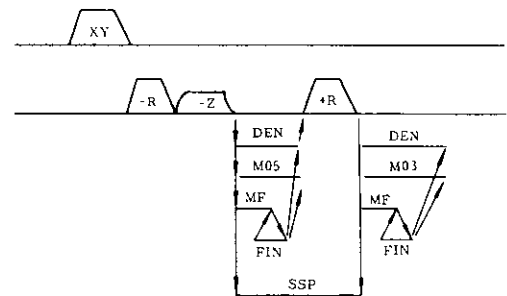 XY
-R -Z +R
DEN DEN
M05 M03
MF MF
FIN FIN
SSP